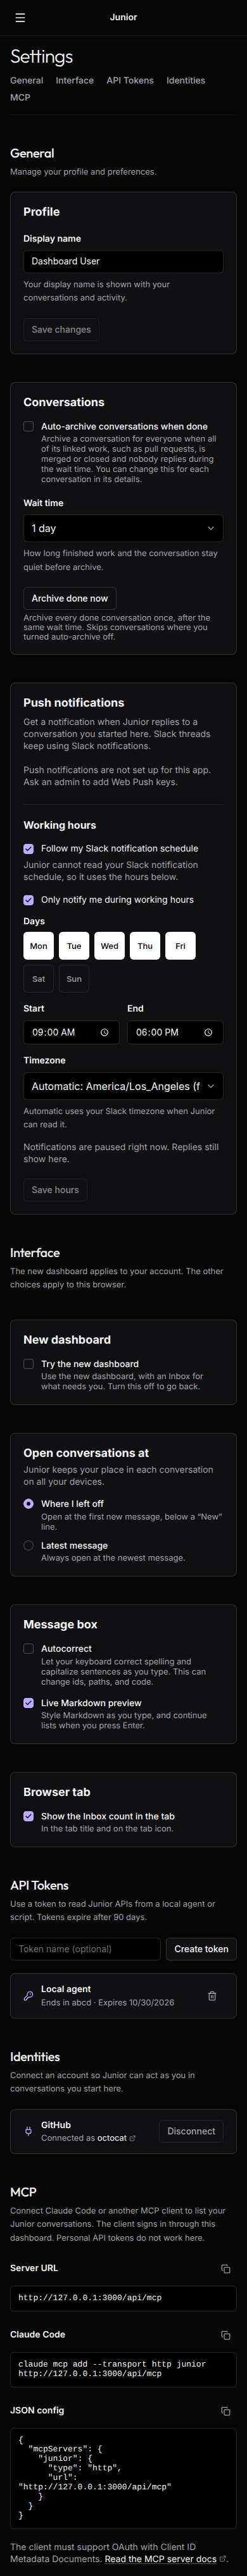 Junior
Settings
General Interface API Tokens Identities
MCP
General
Manage your profile and preferences.
Profile
Display name
Dashboard User
Your display name is shown with your
conversations and activity.
Save changes
Conversations
Auto-archive conversations when done
Archive a conversation for everyone when all
of its linked work, such as pull requests, is
merged or closed and nobody replies during
the wait time. You can change this for each
conversation in its details.
Wait time
1 day
How long finished work and the conversation stay
quiet before archive.
Archive done now
Archive every done conversation once, after the
same wait time. Skips conversations where you
turned auto-archive off.
Push notifications
Get a notification when Junior replies to a
conversation you started here. Slack threads
keep using Slack notifications.
Push notifications are not set up for this app.
Ask an admin to add Web Push keys.
Working hours
Follow my Slack notification schedule
Junior cannot read your Slack notification
schedule, so it uses the hours below.
Only notify me during working hours
Days
Mon Tue Wed Thu Fri
Sat Sun
Start End
09:00 AM 06:00 PM
Timezone
Automatic: America/Los_Angeles (f
Automatic uses your Slack timezone when Junior
can read it.
Notifications are paused right now. Replies still
show here.
Save hours
Interface
The new dashboard applies to your account. The other
choices apply to this browser.
New dashboard
Try the new dashboard
Use the new dashboard, with an Inbox for
what needs you. Turn this off to go back.
Open conversations at
Junior keeps your place in each conversation
on all your devices.
Where I left off
Open at the first new message, below a "New"
line.
Latest message
Always open at the newest message.
Message box
Autocorrect
Let your keyboard correct spelling and
capitalize sentences as you type. This can
change ids, paths, and code.
Live Markdown preview
Style Markdown as you type, and continue
lists when you press Enter.
Browser tab
Show the Inbox count in the tab
In the tab title and on the tab icon.
API Tokens
Use a token to read Junior APIs from a local agent or
script. Tokens expire after 90 days.
Token name (optional) Create token
Local agent
Ends in abcd · Expires 10/30/2026
Identities
Connect an account so Junior can act as you in
conversations you start here.
GitHub
Connected as octocat
Disconnect
MCP
Connect Claude Code or another MCP client to list your
Junior conversations. The client signs in through this
dashboard. Personal API tokens do not work here.
Server URL
http://127.0.0.1:3000/api/mcp
Claude Code
claude mcp add --transport http junior
http://127.0.0.1:3000/api/mcp
JSON config
{
"mcpServers": {
"junior": {
"type": "http",
"url":
"http://127.0.0.1:3000/api/mcp"
}
}
}
The client must support OAuth with Client ID
Metadata Documents. Read the MCP server docs.